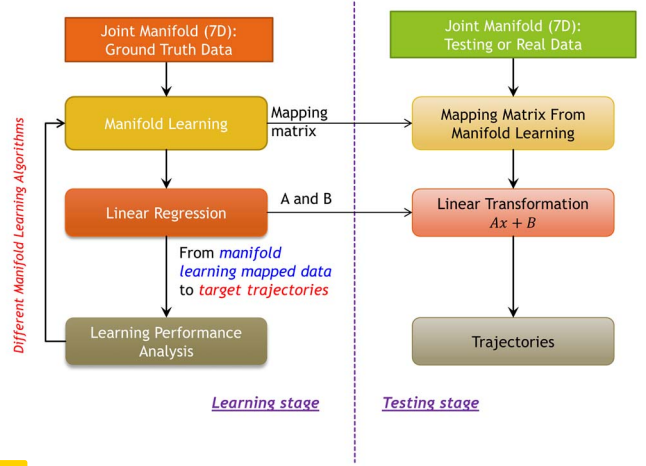 Joint Manifold (7D):
Ground Truth Data
Joint Manifold (7D):
Testing or Real Data
Manifold Learning
Mapping
matrix
Mapping Matrix From
Manifold Learning
Different Manifold Learning Algorithms
Linear Regression
A and B
Linear Transformation
Ax + B
From manifold
learning mapped data
to target trajectories
Learning Performance
Analysis
Trajectories
Learning stage
Testing stage